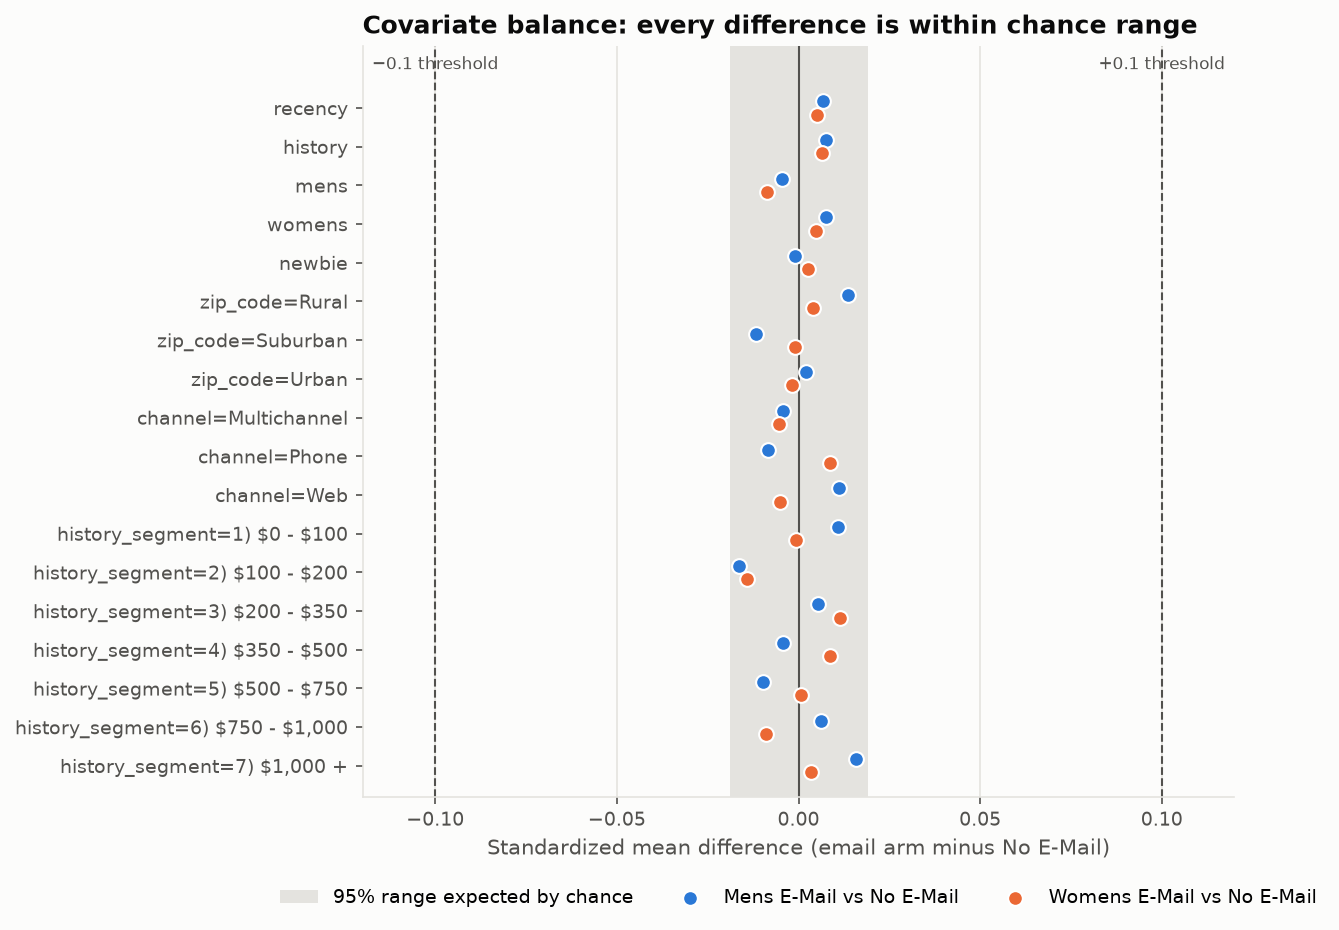 Covariate balance: every difference is within chance range
−0.1 threshold
+0.1 threshold
recency
history
mens
womens
newbie
zip_code=Rural
zip_code=Suburban
zip_code=Urban
channel=Multichannel
channel=Phone
channel=Web
history_segment=1) $0 - $100
history_segment=2) $100 - $200
history_segment=3) $200 - $350
history_segment=4) $350 - $500
history_segment=5) $500 - $750
history_segment=6) $750 - $1,000
history_segment=7) $1,000 +
−0.10 −0.05 0.00 0.05 0.10
Standardized mean difference (email arm minus No E-Mail)
95% range expected by chance Mens E-Mail vs No E-Mail Womens E-Mail vs No E-Mail